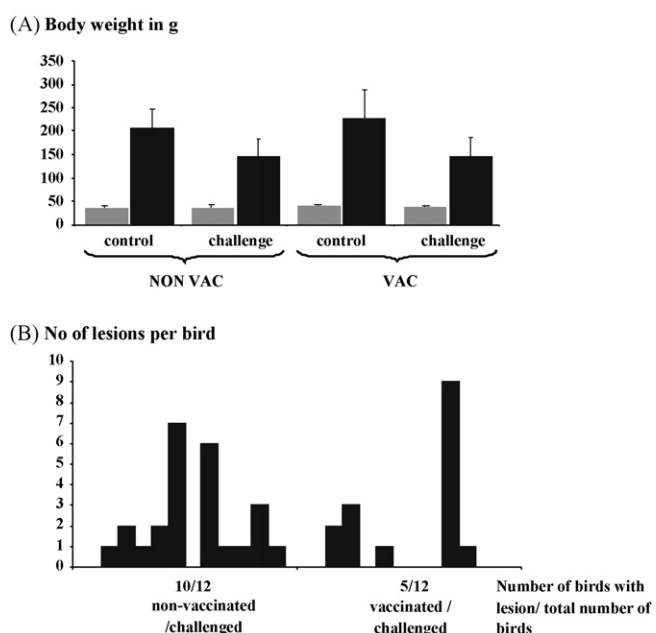 (A) Body weight in g
350
300
250
200
150
100
50
0
control challenge control challenge
NON VAC VAC
(B) No of lesions per bird
10
9
8
7
6
5
4
3
2
1
0
10/12 5/12 Number of birds with
non-vaccinated vaccinated / lesion/ total number of
/challenged challenged birds